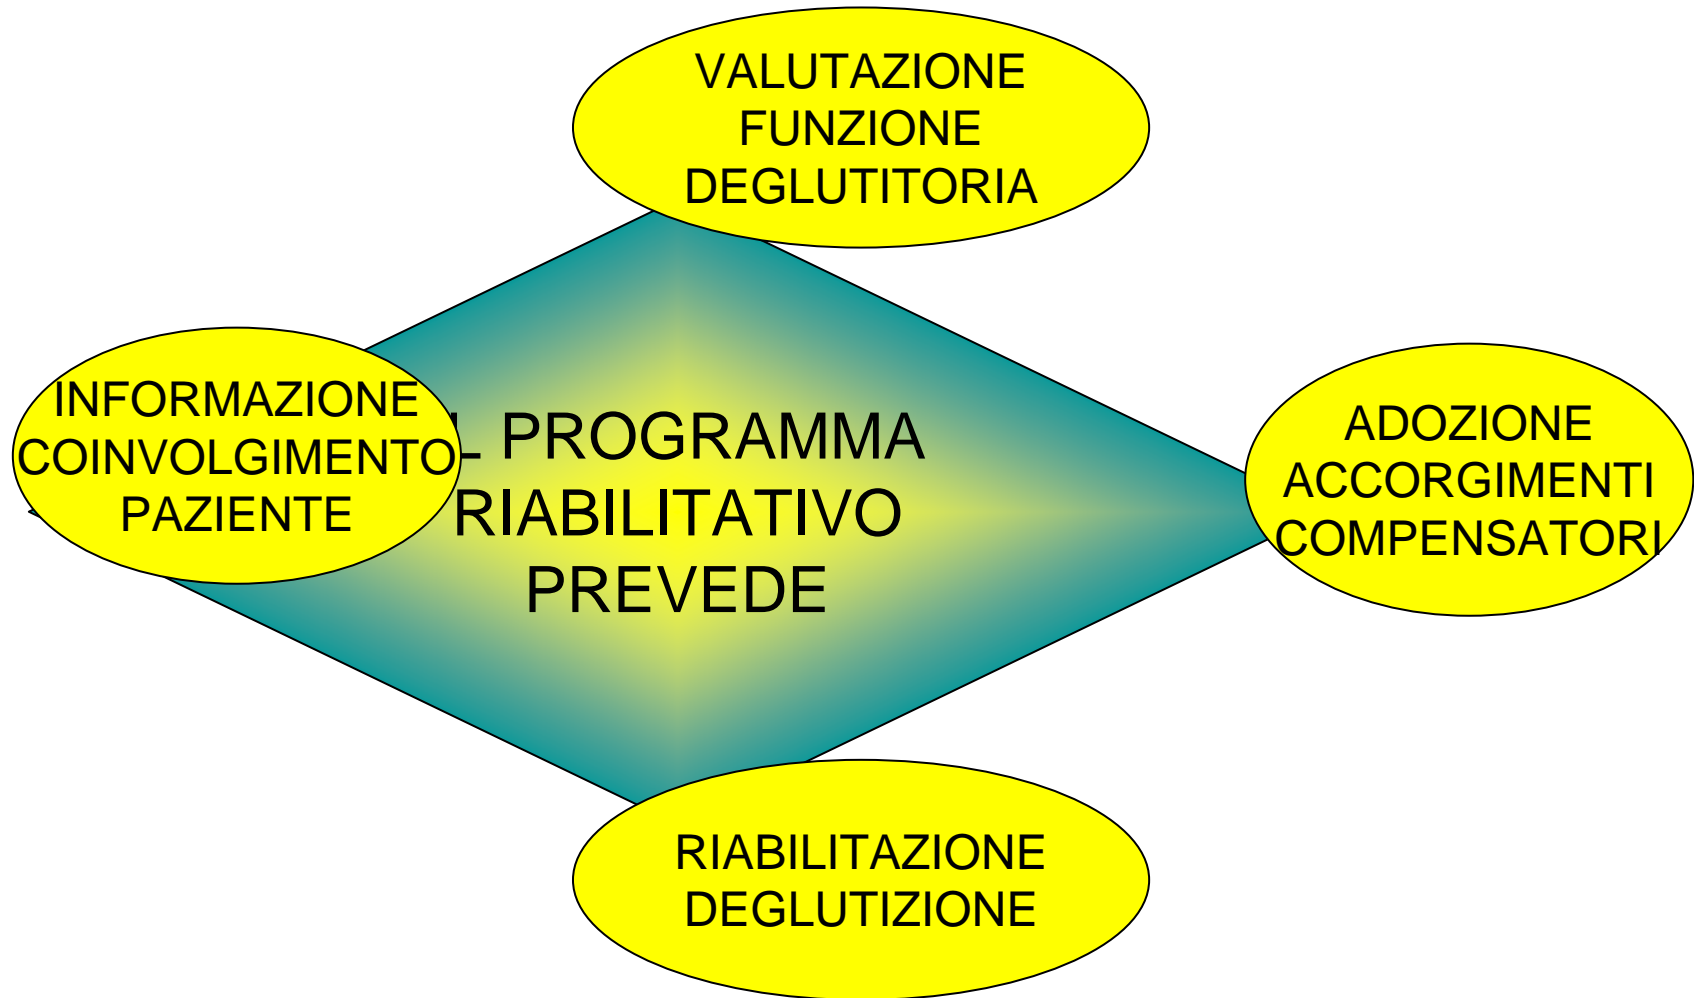 VALUTAZIONE
FUNZIONE
DEGLUTITORIA
INFORMAZIONE
COINVOLGIMENTO
PAZIENTE
L PROGRAMMA
RIABILITATIVO
PREVEDE
ADOZIONE
ACCORGIMENTI
COMPENSATORI
RIABILITAZIONE
DEGLUTIZIONE